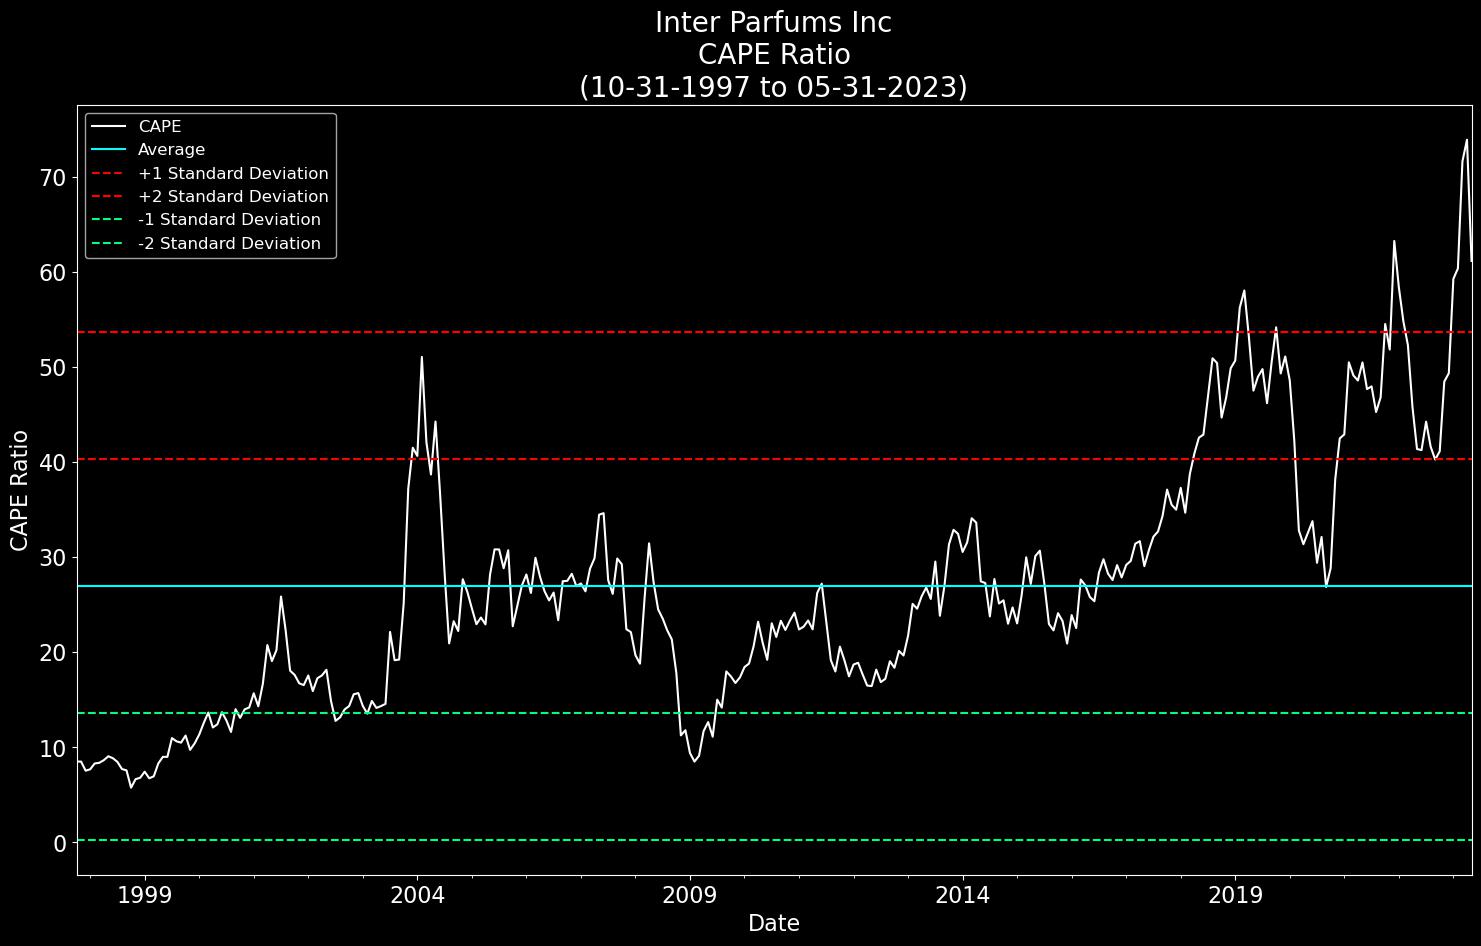 Inter Parfums Inc
CAPE Ratio
(10-31-1997 to 05-31-2023)
CAPE
Average
+1 Standard Deviation
+2 Standard Deviation
-1 Standard Deviation
-2 Standard Deviation
CAPE Ratio
70
60
50
40
30
20
10
0
1999
2004
2009
2014
2019
Date